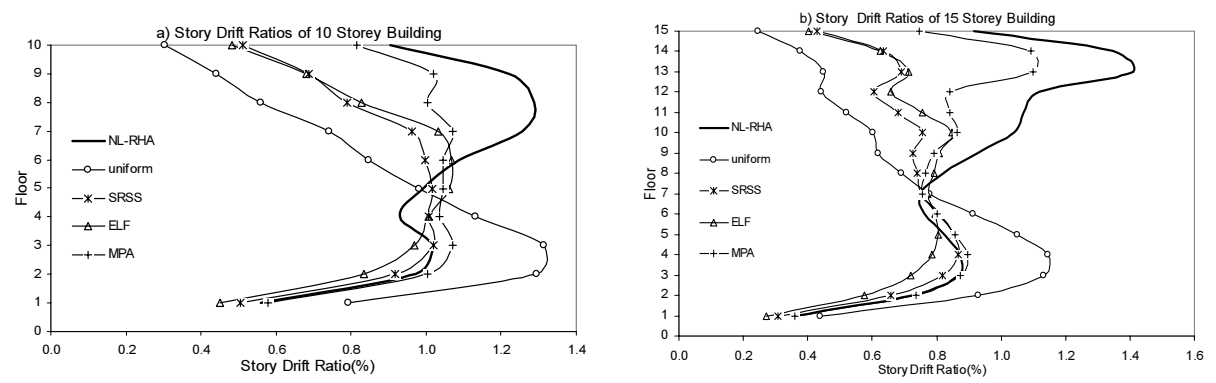 a) Story Drift Ratios of 10 Storey Building
10
9
8
7
6
5
4
3
2
1
0
Floor
NL-RHA
uniform
SRSS
ELF
MPA
0.0 0.2 0.4 0.6 0.8 1.0 1.2 1.4
Story Drift Ratio(%)
b) Story Drift Ratios of 15 Storey Building
15
14
13
12
11
10
9
8
7
6
5
4
3
2
1
0
Floor
NL-RHA
uniform
SRSS
ELF
MPA
0.0 0.2 0.4 0.6 0.8 1.0 1.2 1.4 1.6
Story Drift Ratio(%)